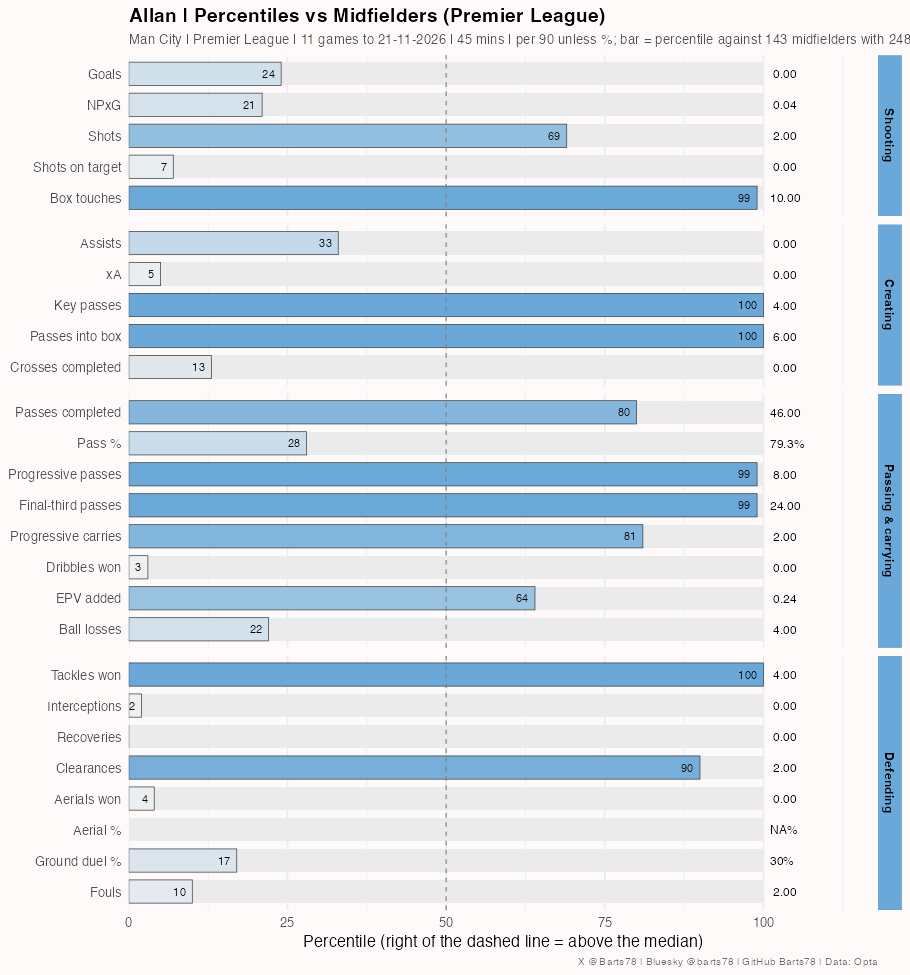 Allan | Percentiles vs Midfielders (Premier League)
Man City | Premier League | 11 games to 21-11-2026 | 45 mins | per 90 unless %; bar = percentile against 143 midfielders with 248
Shooting
Goals 24 0.00
NPxG 21 0.04
Shots 69 2.00
Shots on target 7 0.00
Box touches 99 10.00
Creating
Assists 33 0.00
xA 5 0.00
Key passes 100 4.00
Passes into box 100 6.00
Crosses completed 13 0.00
Passing & carrying
Passes completed 80 46.00
Pass % 28 79.3%
Progressive passes 99 8.00
Final-third passes 99 24.00
Progressive carries 81 2.00
Dribbles won 3 0.00
EPV added 64 0.24
Ball losses 22 4.00
Defending
Tackles won 100 4.00
Interceptions 2 0.00
Recoveries 0.00
Clearances 90 2.00
Aerials won 4 0.00
Aerial % NA%
Ground duel % 17 30%
Fouls 10 2.00
0 25 50 75 100
Percentile (right of the dashed line = above the median)
X @Barts78 | Bluesky @barts78 | GitHub Barts78 | Data: Opta